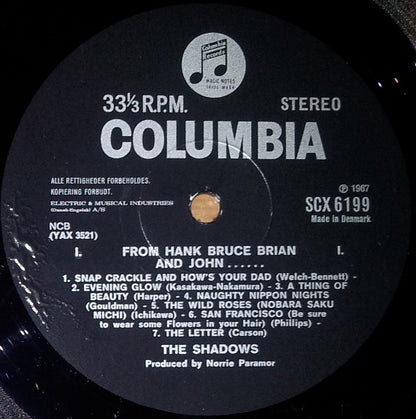 Columbia
Records
MAGIC NOTES
TRADE MARK
33⅓ R.P.M. STEREO
COLUMBIA
ALLE RETTIGHEDER FORBEHOLDES.
KOPIERING FORBUDT.
ELECTRIC & MUSICAL INDUSTRIES
(Dansk-Engelsk) A/S
NCB
(YAX 3521)
℗ 1967
SCX 6199
Made in Denmark
I. FROM HANK BRUCE BRIAN I.
AND JOHN ......
1. SNAP CRACKLE AND HOW'S YOUR DAD (Welch-Bennett) -
2. EVENING GLOW (Kasakawa-Nakamura) - 3. A THING OF
BEAUTY (Harper) - 4. NAUGHTY NIPPON NIGHTS
(Gouldman) - 5. THE WILD ROSES (NOBARA SAKU
MICHI) (Ichikawa) - 6. SAN FRANCISCO (Be sure
to wear some Flowers in your Hair) (Phillips) -
7. THE LETTER (Carson)
THE SHADOWS
Produced by Norrie Paramor